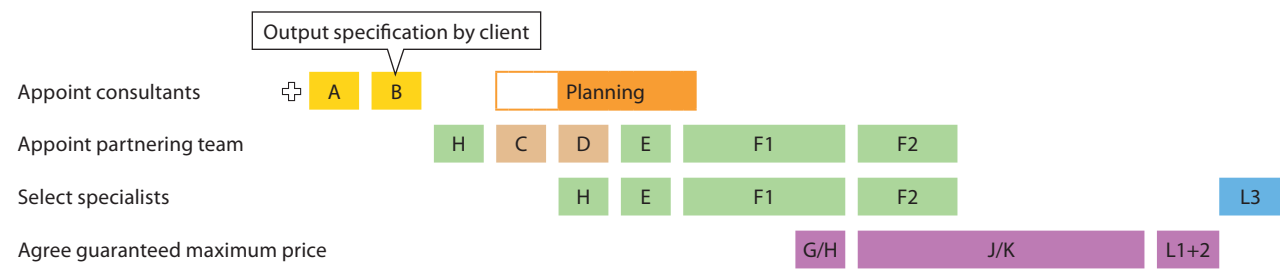 Output specification by client
Appoint consultants A B Planning
Appoint partnering team H C D E F1 F2
Select specialists H E F1 F2 L3
Agree guaranteed maximum price G/H J/K L1+2